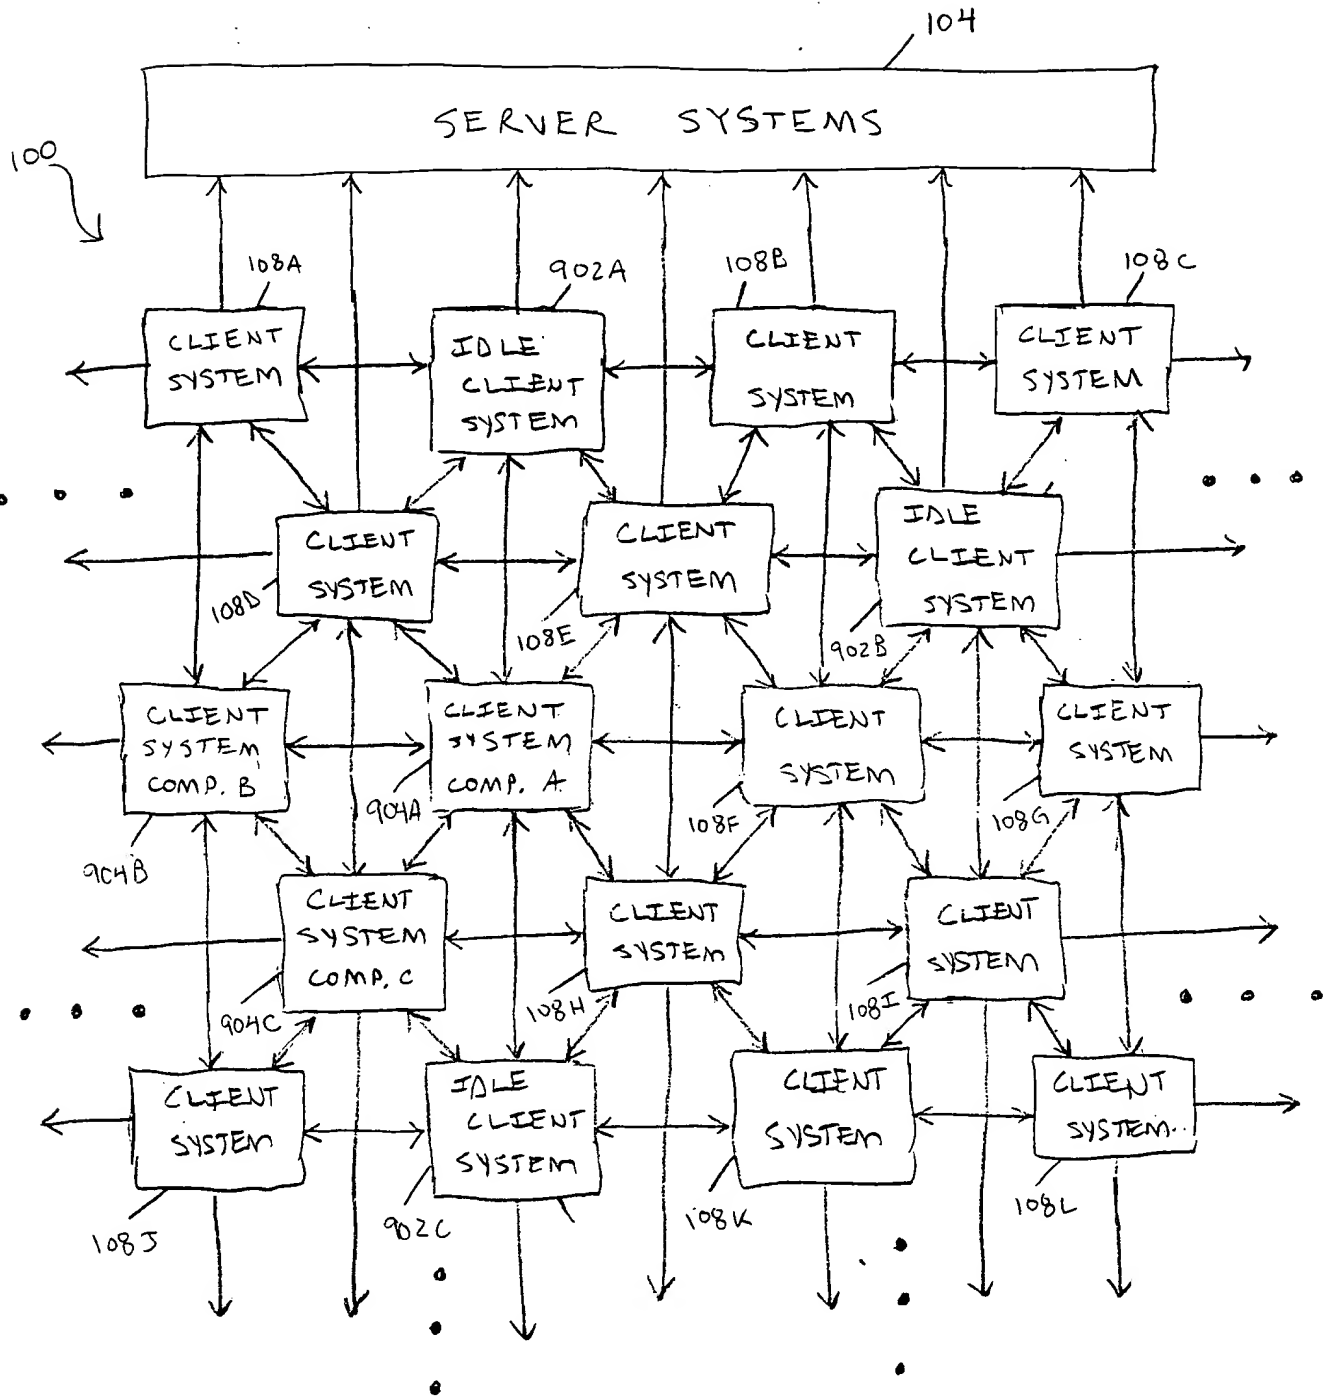 104
SERVER SYSTEMS
100
108A
902A
108B
108C
CLIENT
SYSTEM
IDLE
CLIENT
SYSTEM
CLIENT
SYSTEM
CLIENT
SYSTEM
CLIENT
SYSTEM
108D
CLIENT
SYSTEM
108E
IDLE
CLIENT
SYSTEM
902B
CLIENT
SYSTEM
COMP. B
904B
CLIENT
SYSTEM
COMP. A
904A
CLIENT
SYSTEM
108F
CLIENT
SYSTEM
108G
CLIENT
SYSTEM
COMP. C
904C
CLIENT
SYSTEM
108H
CLIENT
SYSTEM
108I
CLIENT
SYSTEM
108J
IDLE
CLIENT
SYSTEM
902C
CLIENT
SYSTEM
108K
CLIENT
SYSTEM
108L